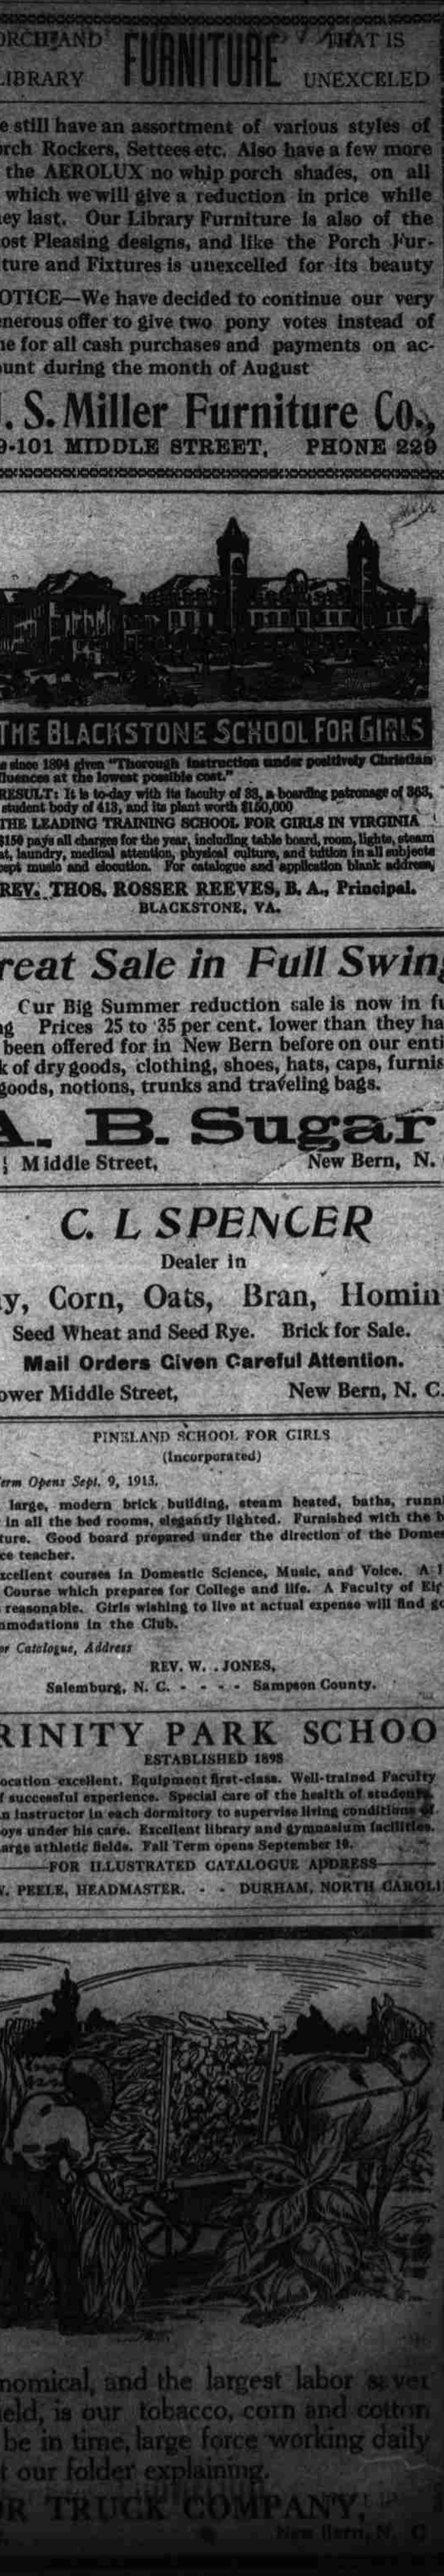 ORCH AND FURNITURE THAT IS
LIBRARY UNEXCELED
e still have an assortment of various styles of
rch Rockers, Settees etc. Also have a few more
the AEROLUX no whip porch shades, on all
which we will give a reduction in price while
ey last. Our Library Furniture is also of the
ost Pleasing designs, and like the Porch Fur-
ture and Fixtures is unexcelled for its beauty
OTICE—We have decided to continue our very
nerous offer to give two pony votes instead of
ne for all cash purchases and payments on ac-
unt during the month of August
. S. Miller Furniture Co.,
9-101 MIDDLE STREET, PHONE 229
THE BLACKSTONE SCHOOL FOR GIRLS
s since 1894 given "Thorough instruction under positively Christian
fluences at the lowest possible cost."
RESULT: It is to-day with its faculty of 33, a boarding patronage of 363,
student body of 413, and its plant worth $150,000
THE LEADING TRAINING SCHOOL FOR GIRLS IN VIRGINIA
$150 pays all charges for the year, including table board, room, lights, steam
at, laundry, medical attention, physical culture, and tuition in all subjects
cept music and elocution. For catalogue and application blank address,
REV. THOS. ROSSER REEVES, B. A., Principal.
BLACKSTONE, VA.
reat Sale in Full Swing
Cur Big Summer reduction sale is now in fu
ng Prices 25 to 35 per cent. lower than they ha
been offered for in New Bern before on our enti
k of dry goods, clothing, shoes, hats, caps, furnis
goods, notions, trunks and traveling bags.
A. B. Sugar
Middle Street, New Bern, N.
C. L SPENCER
Dealer in
y, Corn, Oats, Bran, Homin
Seed Wheat and Seed Rye. Brick for Sale.
Mail Orders Given Careful Attention.
ower Middle Street, New Bern, N. C.
PINELAND SCHOOL FOR GIRLS
(Incorporated)
erm Opens Sept. 9, 1913.
large, modern brick building, steam heated, baths, runn
in all the bed rooms, elegantly lighted. Furnished with the b
ture. Good board prepared under the direction of the Domes
ce teacher.
xcellent courses in Domestic Science, Music, and Voice. A
Course which prepares for College and life. A Faculty of
reasonable. Girls wishing to live at actual expense will find go
mmodations in the Club.
or Catalogue, Address
REV. W. . JONES,
Salemburg, N. C. - - - - Sampson County.
RINITY PARK SCHOO
ESTABLISHED 1898
ocation excellent. Equipment first-class. Well-trained Faculty
f successful experience. Special care of the health of students.
n instructor in each dormitory to supervise living conditions of
oys under his care. Excellent library and gymnasium facilities.
arge athletic fields. Fall Term opens September 10.
FOR ILLUSTRATED CATALOGUE ADDRESS
W. PEELE, HEADMASTER. - - DURHAM, NORTH CAROLI
nomical, and the largest labor saver
ield, is our tobacco, corn and cotton
be in time, large force working daily
t our folder explaining.
R TRUCK COMPANY,
New Bern, N. C